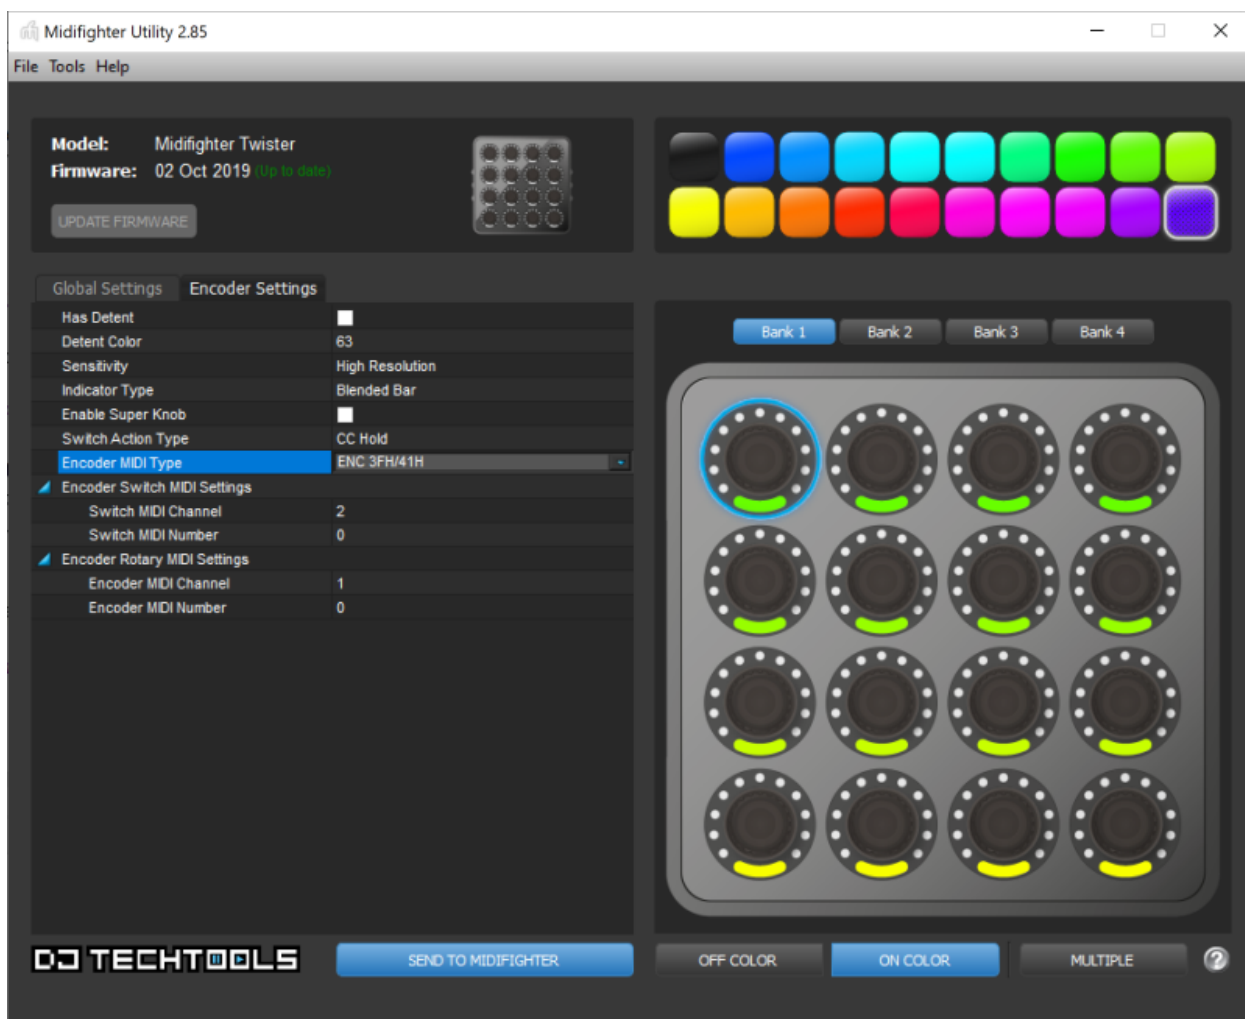 Midifighter Utility 2.85
File Tools Help
Model: Midifighter Twister
Firmware: 02 Oct 2019 (Up to date)
UPDATE FIRMWARE
Global Settings Encoder Settings
Has Detent
Detent Color 63
Sensitivity High Resolution
Indicator Type Blended Bar
Enable Super Knob
Switch Action Type CC Hold
Encoder MIDI Type ENC 3FH/41H
Encoder Switch MIDI Settings
Switch MIDI Channel 2
Switch MIDI Number 0
Encoder Rotary MIDI Settings
Encoder MIDI Channel 1
Encoder MIDI Number 0
Bank 1 Bank 2 Bank 3 Bank 4
DJ TECHTOOLS
SEND TO MIDIFIGHTER
OFF COLOR ON COLOR MULTIPLE ?